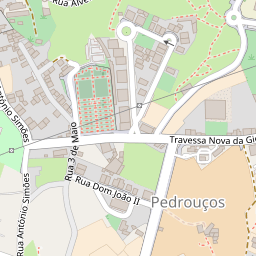 Rua Alve
António Simões
Rua 3 de Maio
Travessa Nova da Gi
Rua António Simões
Rua Dom João II
Pedrouços